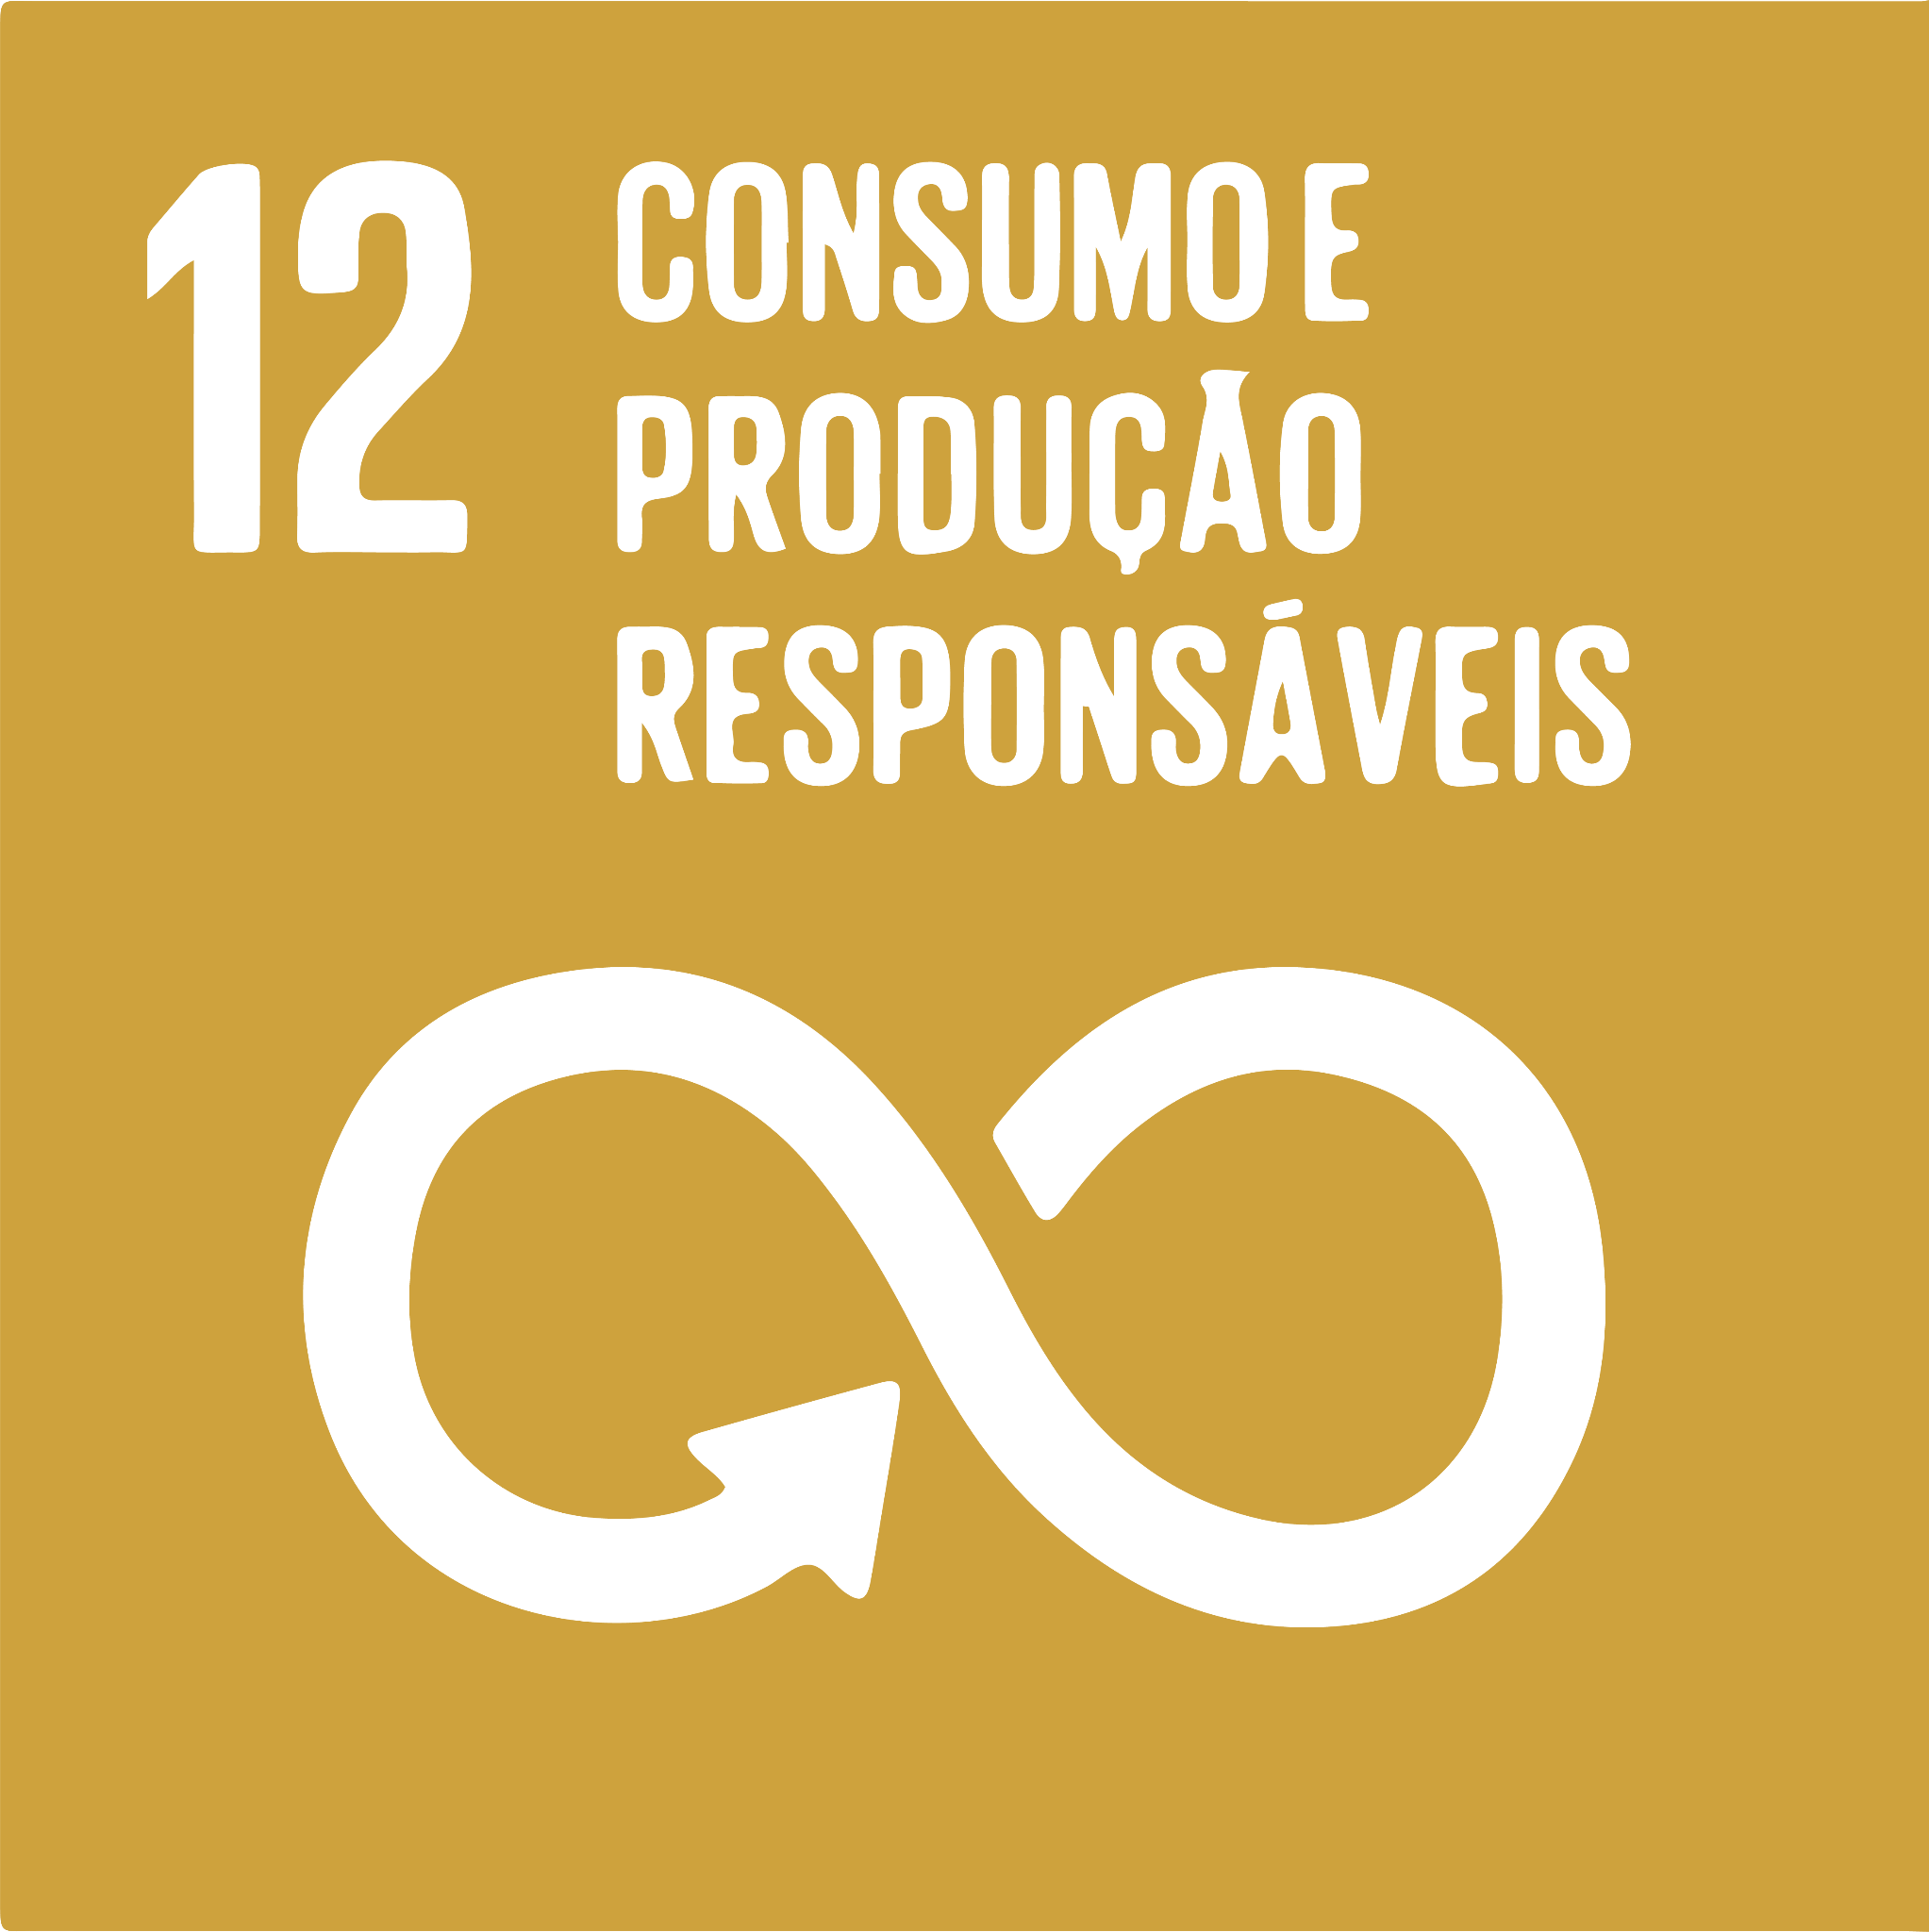 12 CONSUMO E
PRODUÇÃO
RESPONSÁVEIS